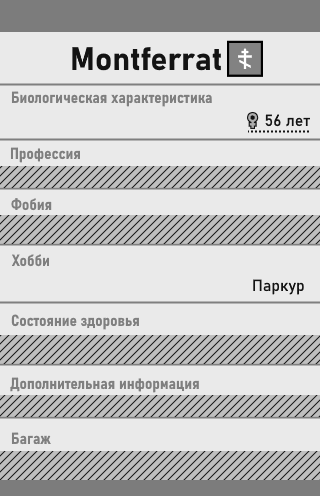 Montferrat
Биологическая характеристика
56 лет
Профессия
Фобия
Хобби
Паркур
Состояние здоровья
Дополнительная информация
Багаж